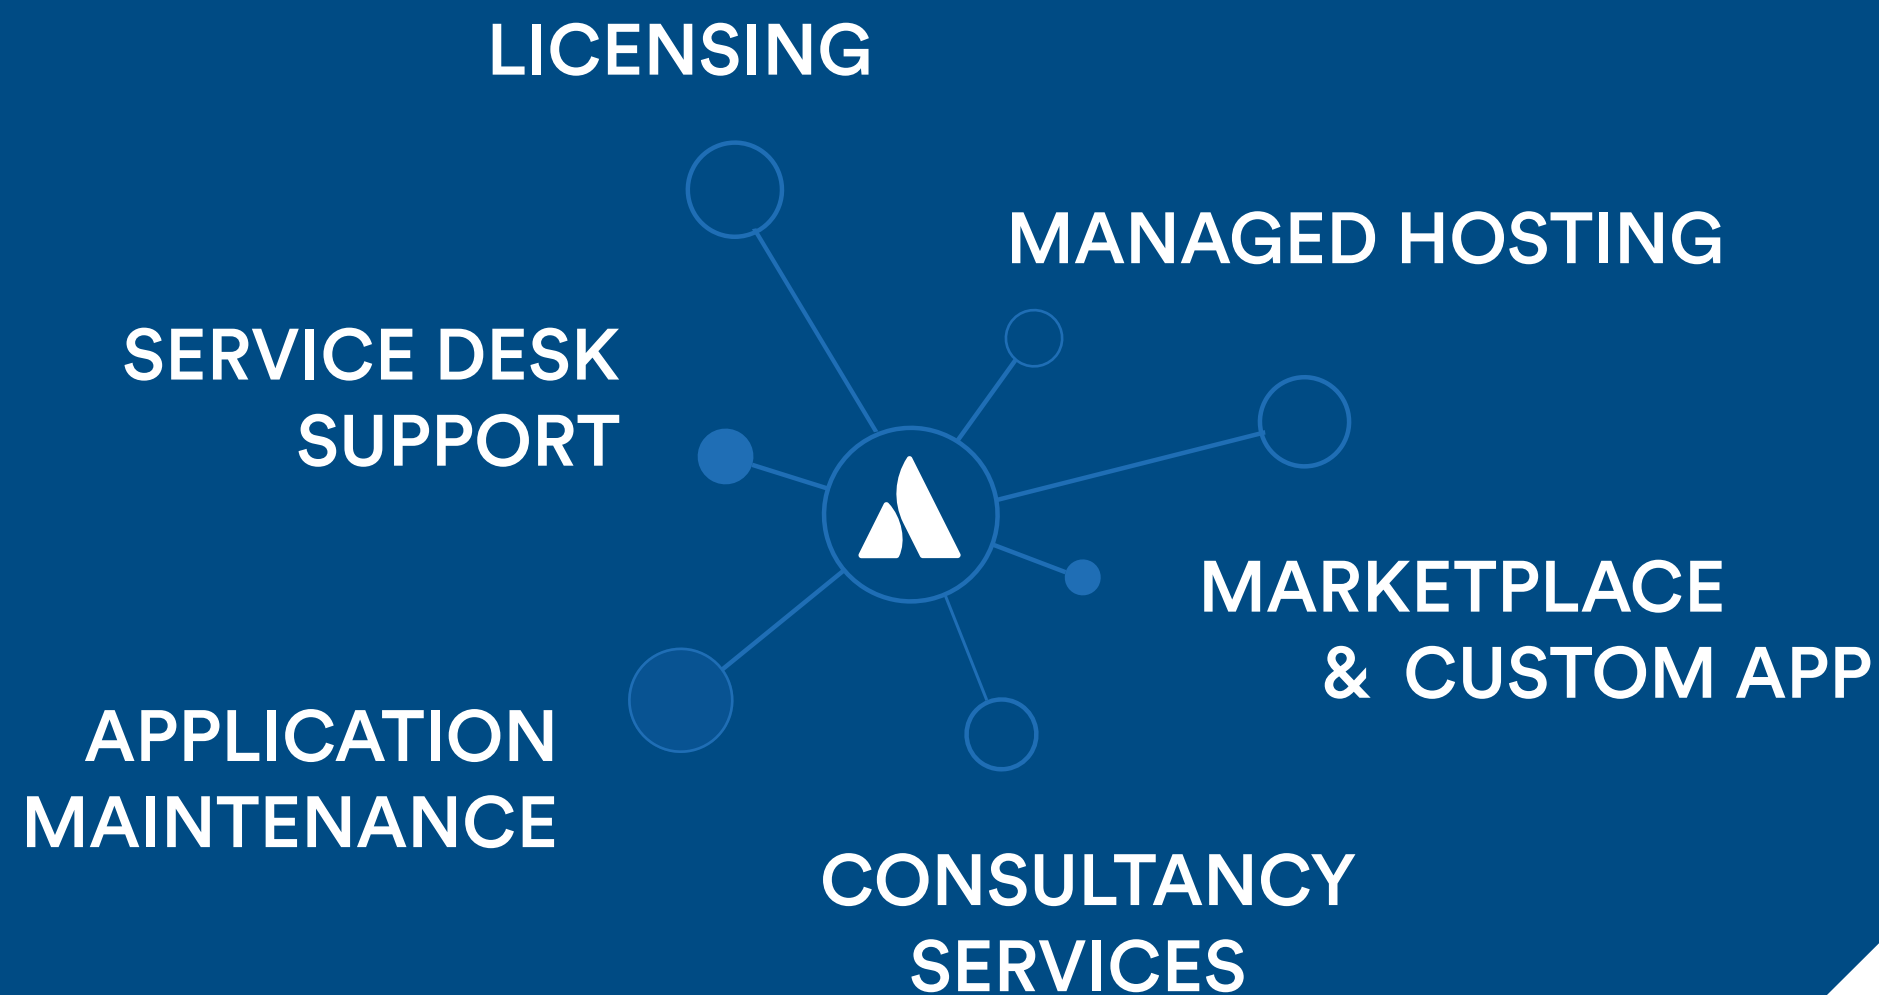 LICENSING
MANAGED HOSTING
SERVICE DESK
SUPPORT
MARKETPLACE
& CUSTOM APP
APPLICATION
MAINTENANCE
CONSULTANCY
SERVICES